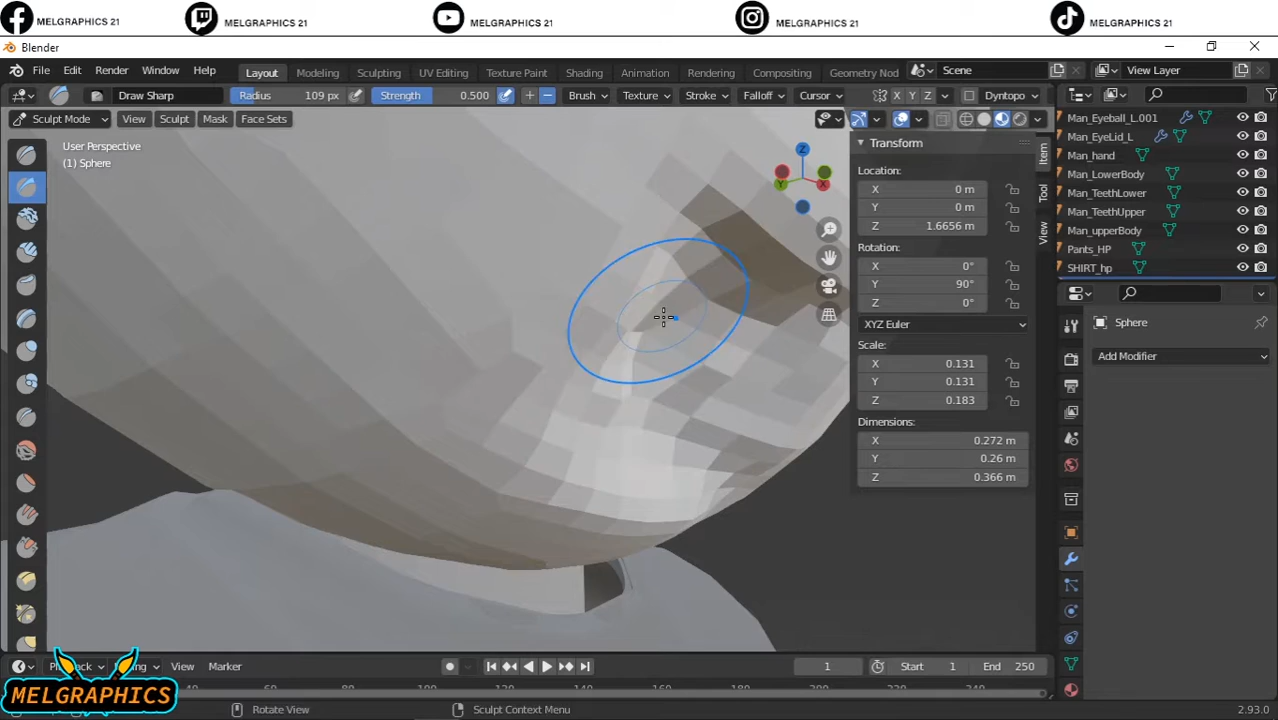 MELGRAPHICS 21
MELGRAPHICS 21
MELGRAPHICS 21
MELGRAPHICS 21
MELGRAPHICS 21
Blender
File Edit Render Window Help Layout Modeling Sculpting UV Editing Texture Paint Shading Animation Rendering Compositing Geometry Nod Scene View Layer
Draw Sharp Radius 109 px Strength 0.500 Brush Texture Stroke Falloff Cursor X Y Z Dyntopo
Sculpt Mode View Sculpt Mask Face Sets
User Perspective
(1) Sphere
Z
Y
X
Transform
Location:
X 0 m
Y 0 m
Z 1.6656 m
Rotation:
X 0°
Y 90°
Z 0°
XYZ Euler
Scale:
X 0.131
Y 0.131
Z 0.183
Dimensions:
X 0.272 m
Y 0.26 m
Z 0.366 m
Item
Tool
View
Man_Eyeball_L.001
Man_EyeLid_L
Man_hand
Man_LowerBody
Man_TeethLower
Man_TeethUpper
Man_upperBody
Pants_HP
SHIRT_hp
Sphere
Add Modifier
View Marker 1 Start 1 End 250
160 180 200 220 240
MELGRAPHICS
Rotate View Sculpt Context Menu 2.93.0